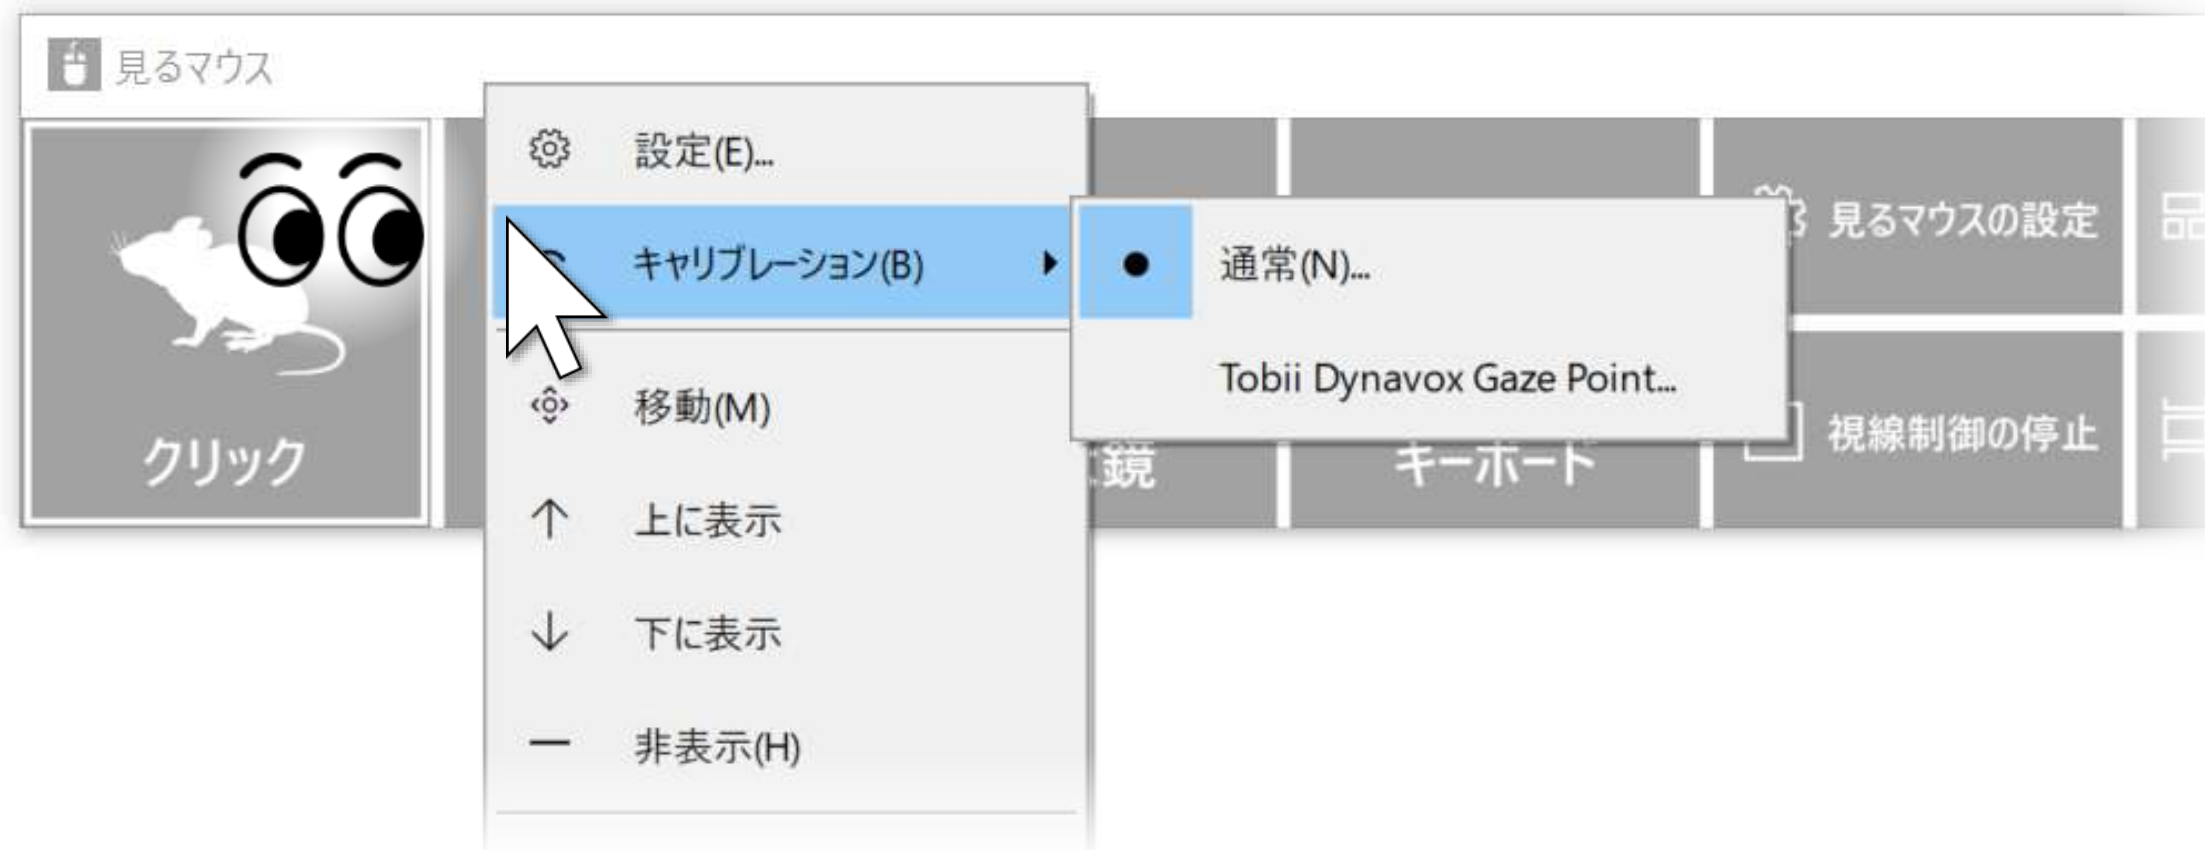 見るマウス
設定(E)...
キャリブレーション(B)
通常(N)...
Tobii Dynavox Gaze Point...
移動(M)
上に表示
下に表示
非表示(H)
クリック
鏡
キーボード
見るマウスの設定
視線制御の停止